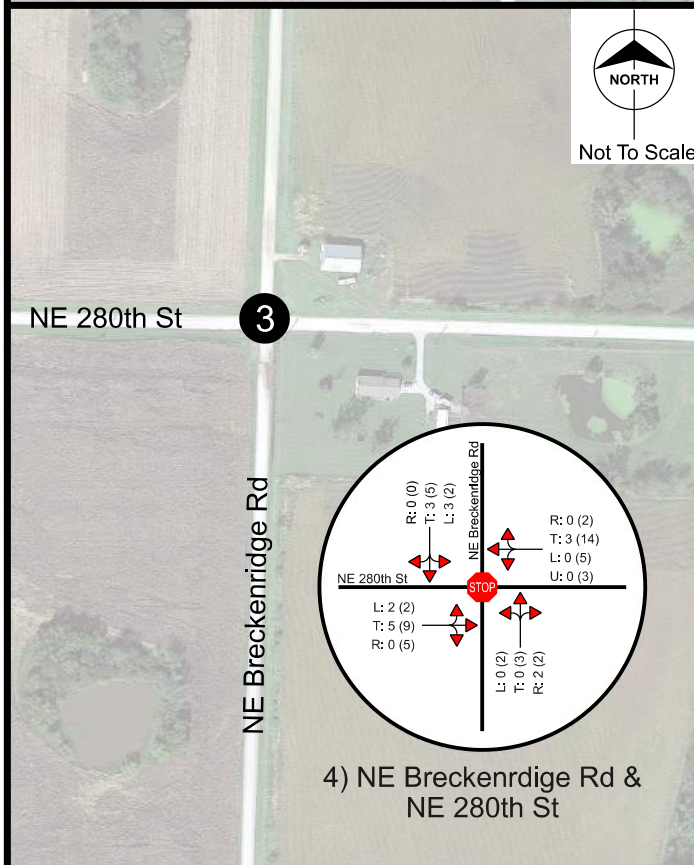 NORTH
Not To Scale
NE 280th St
3
NE Breckenridge Rd
NE Breckenridge Rd
R: 0 (0)
T: 3 (5)
L: 3 (2)
R: 0 (2)
T: 3 (14)
L: 0 (5)
U: 0 (3)
NE 280th St
STOP
L: 2 (2)
T: 5 (9)
R: 0 (5)
L: 0 (2)
T: 0 (3)
R: 2 (2)
4) NE Breckenrdige Rd &
NE 280th St